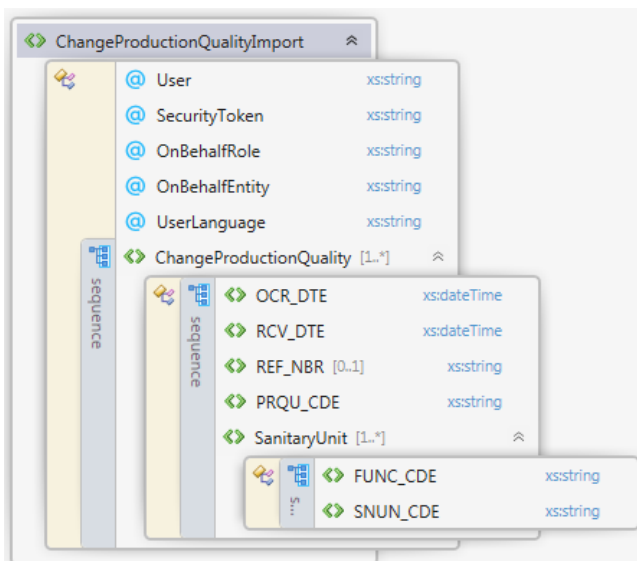 ChangeProductionQualityImport
@ User xs:string
@ SecurityToken xs:string
@ OnBehalfRole xs:string
@ OnBehalfEntity xs:string
@ UserLanguage xs:string
ChangeProductionQuality [1..*]
sequence
OCR_DTE xs:dateTime
RCV_DTE xs:dateTime
sequence
REF_NBR [0..1] xs:string
PRQU_CDE xs:string
SanitaryUnit [1..*]
FUNC_CDE xs:string
s...
SNUN_CDE xs:string